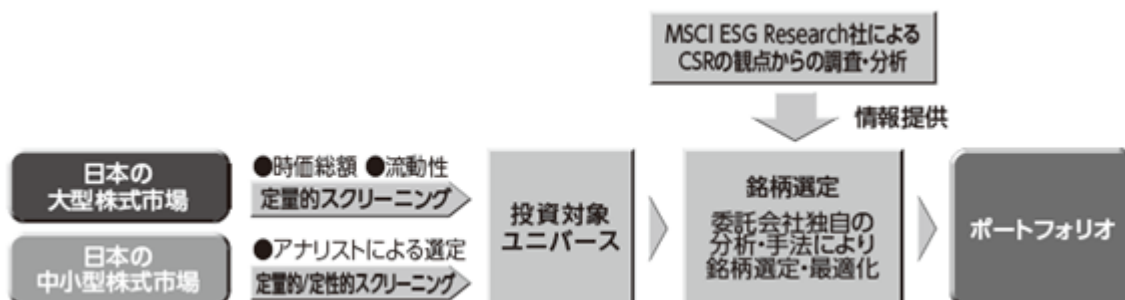 MSCI ESG Research社による
CSRの観点からの調査・分析
情報提供
日本の
大型株式市場
●時価総額 ●流動性
定量的スクリーニング
日本の
中小型株式市場
●アナリストによる選定
定量的/定性的スクリーニング
投資対象
ユニバース
銘柄選定
委託会社独自の
分析・手法により
銘柄選定・最適化
ポートフォリオ